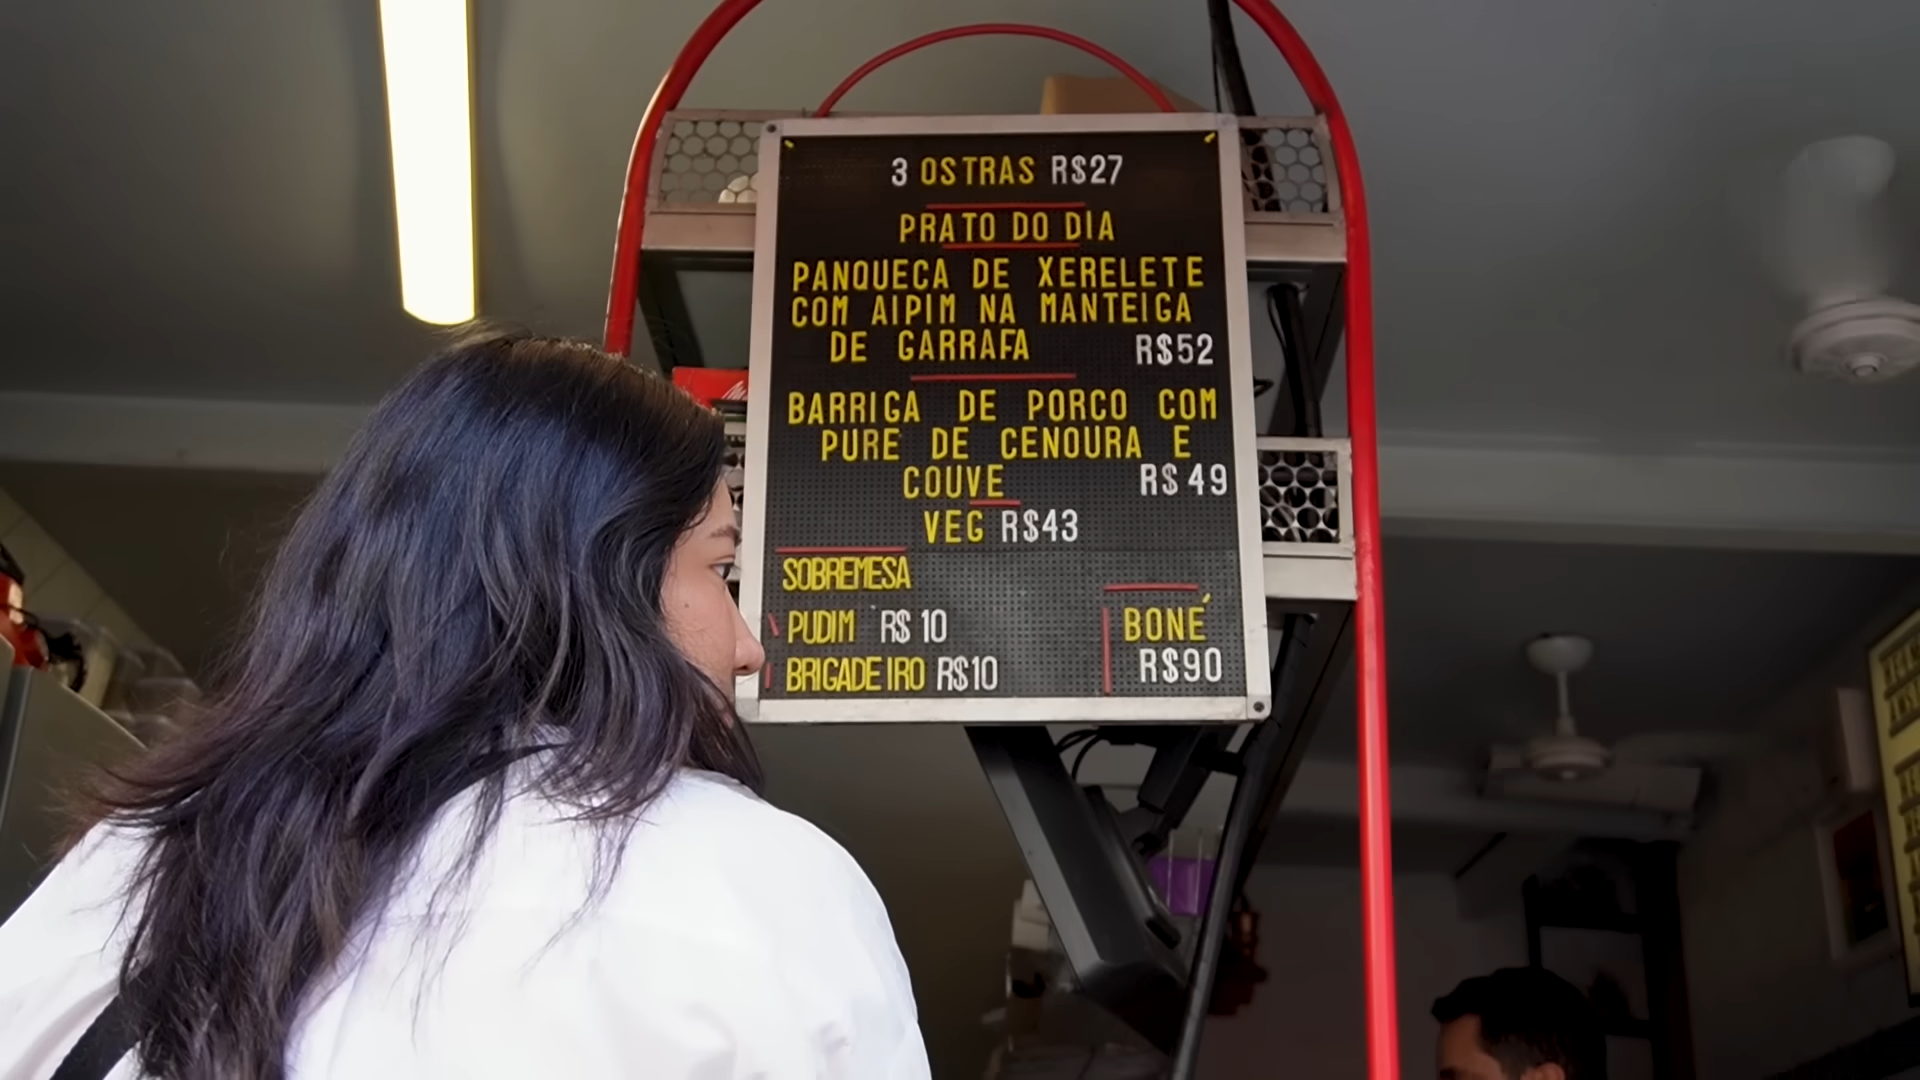 3 OSTRAS R$27
PRATO DO DIA
PANQUECA DE XERELETE
COM AIPIM NA MANTEIGA
DE GARRAFA R$52
BARRIGA DE PORCO COM
PURE DE CENOURA E
COUVE R$49
VEG R$43
SOBREMESA
PUDIM R$10
BRIGADEIRO R$10
BONÉ
R$90